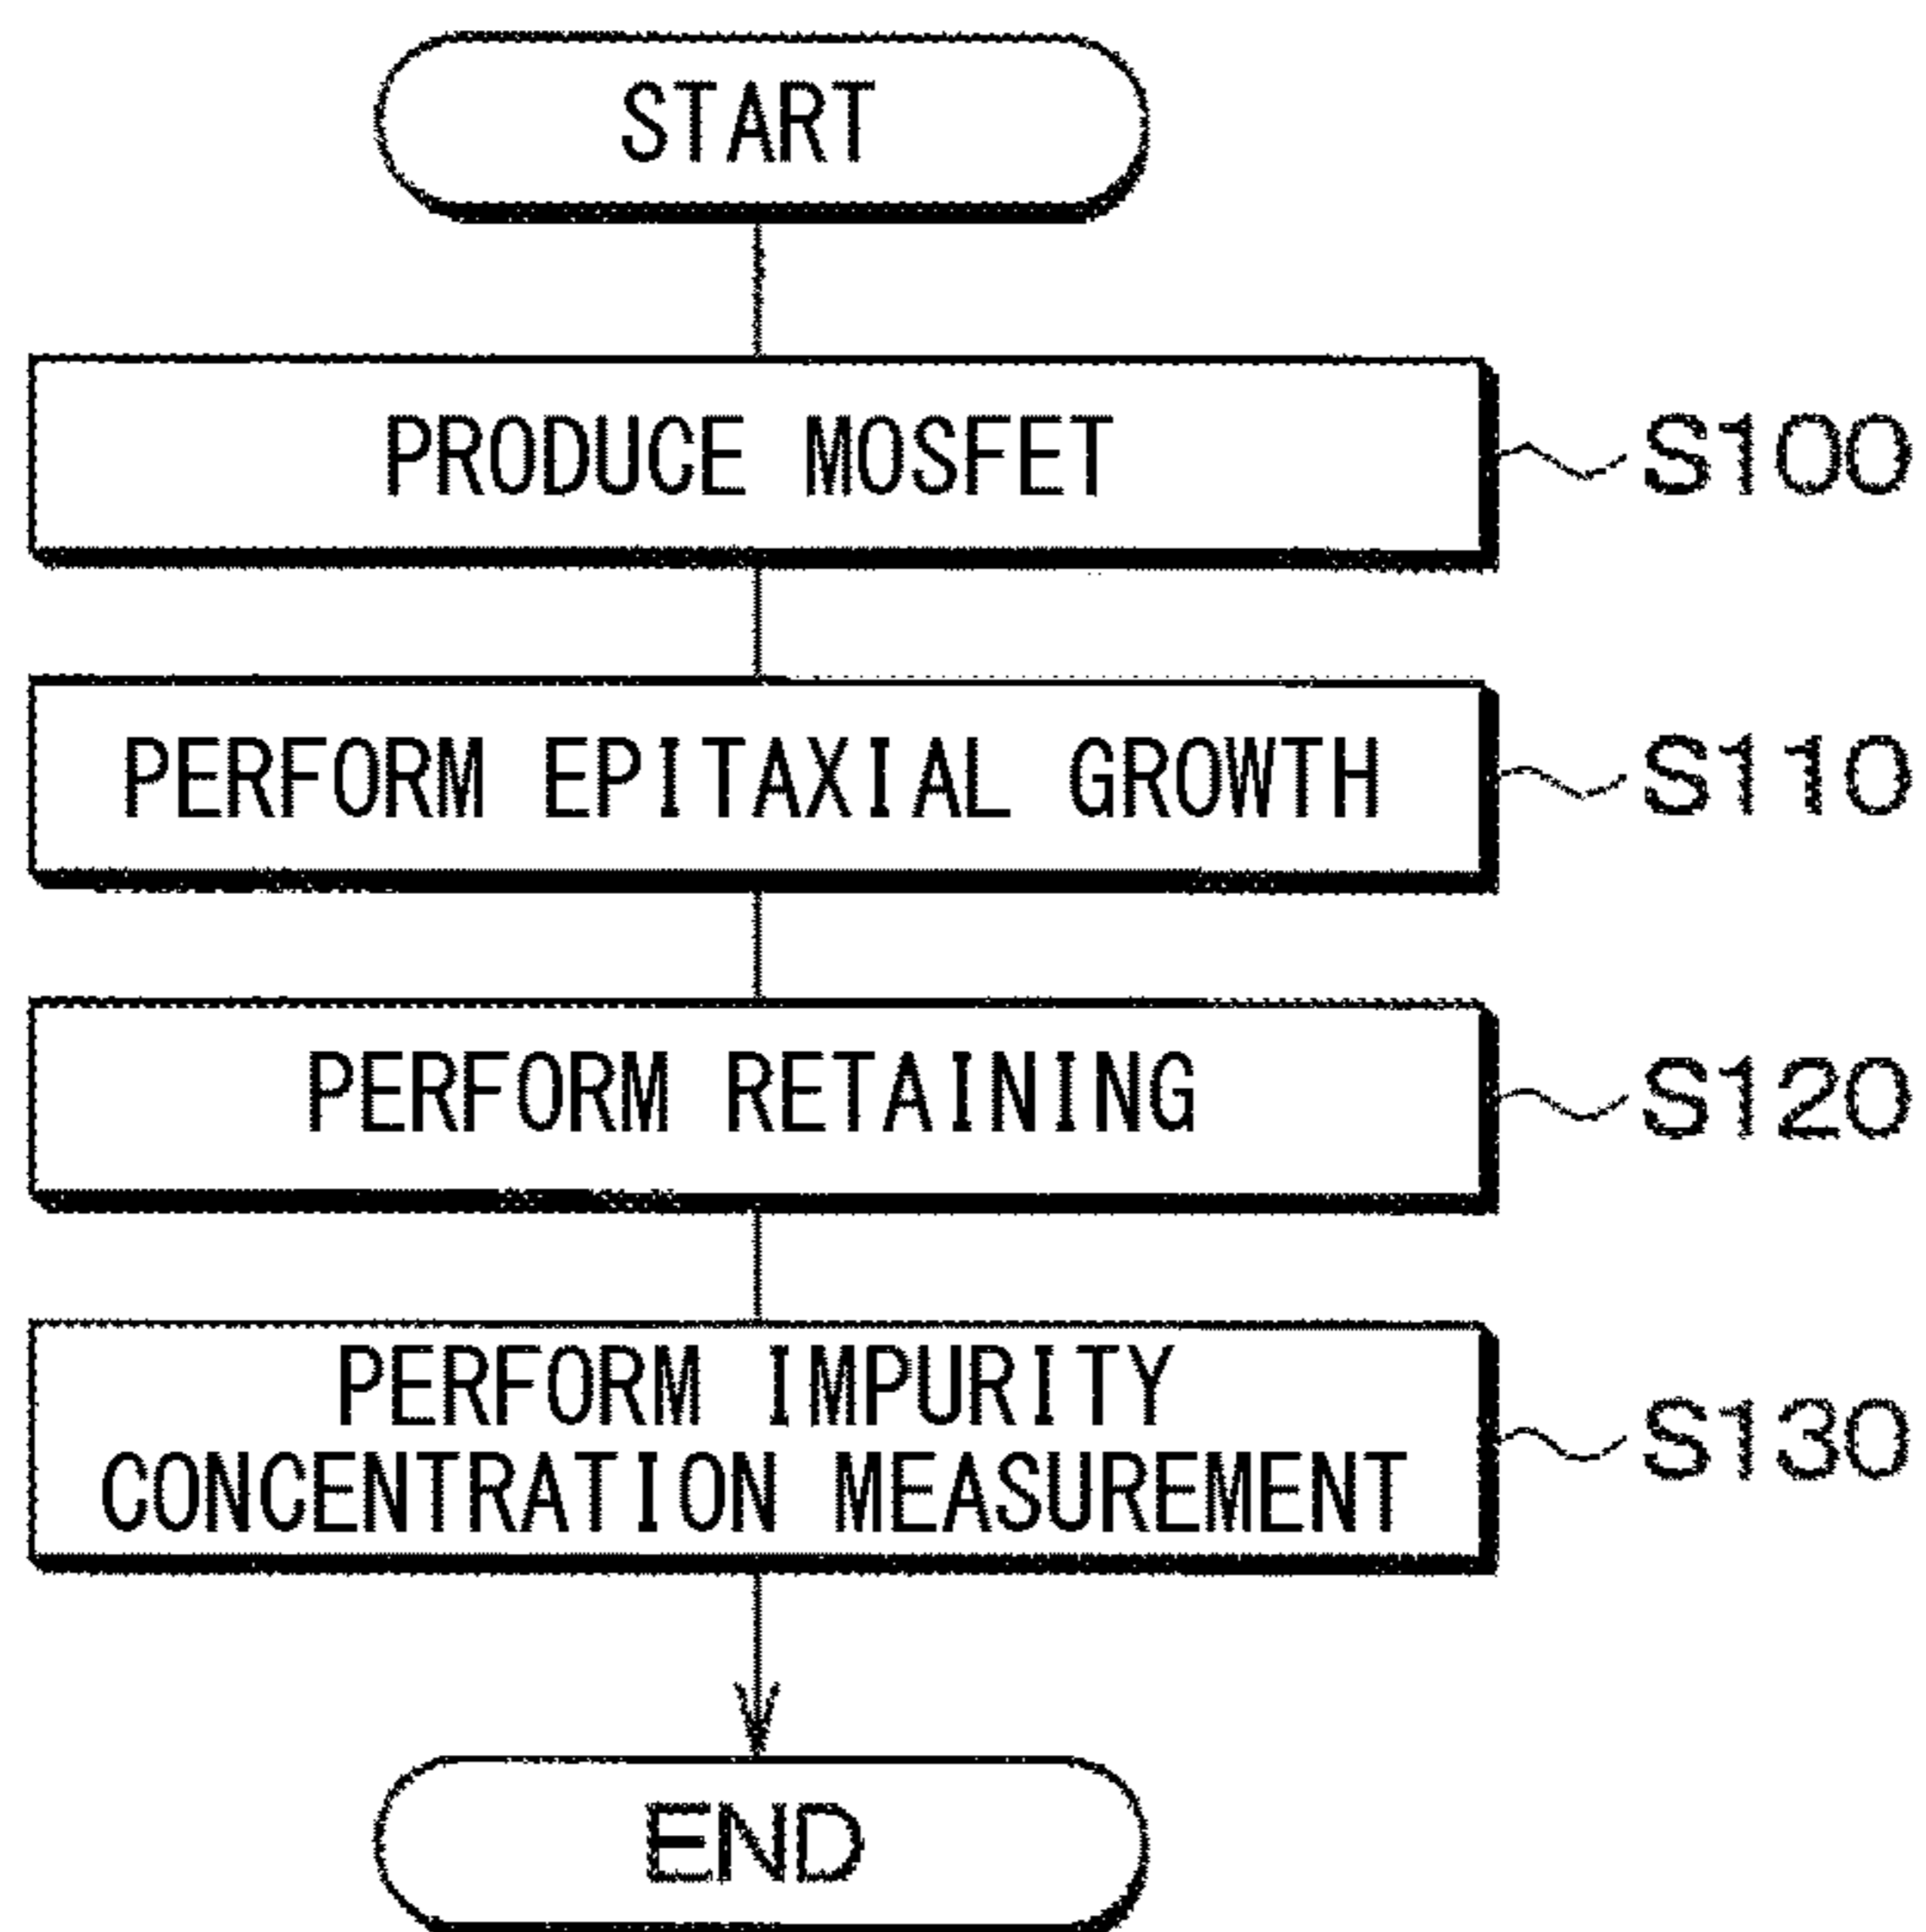 START
PRODUCE MOSFET
S100
PERFORM EPITAXIAL GROWTH
S110
PERFORM RETAINING
S120
PERFORM IMPURITY
CONCENTRATION MEASUREMENT
S130
END